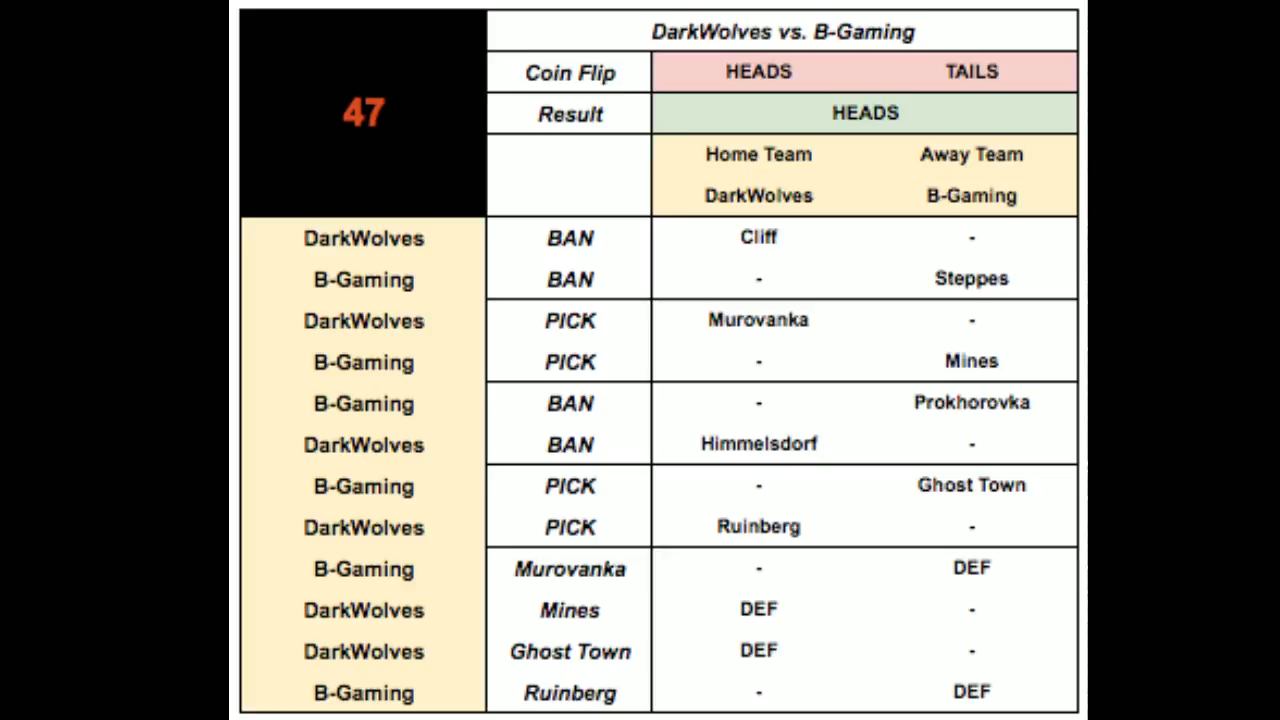 DarkWolves vs. B-Gaming
47
Coin Flip HEADS TAILS
Result HEADS
Home Team Away Team
DarkWolves B-Gaming
DarkWolves BAN Cliff -
B-Gaming BAN - Steppes
DarkWolves PICK Murovanka -
B-Gaming PICK - Mines
B-Gaming BAN - Prokhorovka
DarkWolves BAN Himmelsdorf -
B-Gaming PICK - Ghost Town
DarkWolves PICK Ruinberg -
B-Gaming Murovanka - DEF
DarkWolves Mines DEF -
DarkWolves Ghost Town DEF -
B-Gaming Ruinberg - DEF